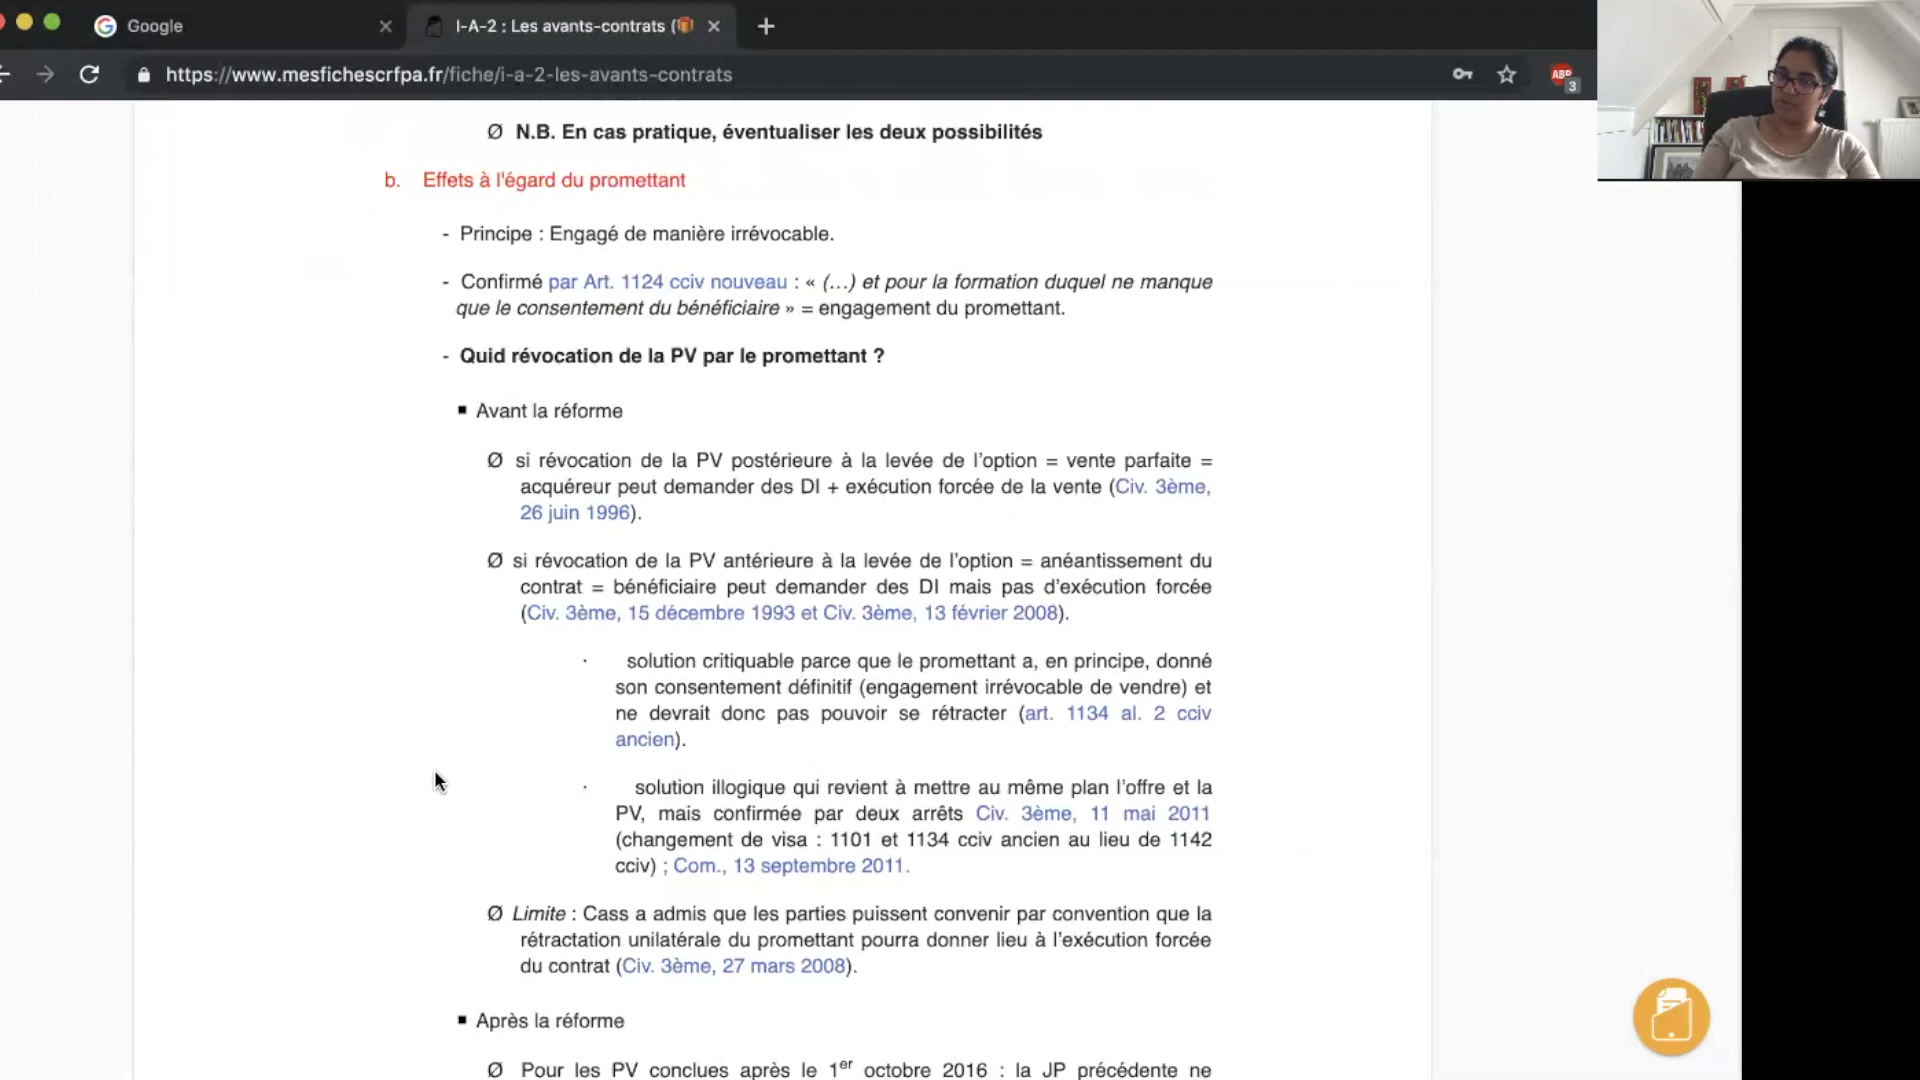 Google
I-A-2 : Les avants-contrats (
https://www.mesfichescrfpa.fr/fiche/i-a-2-les-avants-contrats
ABP
3
Ø N.B. En cas pratique, éventualiser les deux possibilités
b. Effets à l'égard du promettant
- Principe : Engagé de manière irrévocable.
- Confirmé par Art. 1124 cciv nouveau : « (...) et pour la formation duquel ne manque
que le consentement du bénéficiaire » = engagement du promettant.
- Quid révocation de la PV par le promettant ?
▪ Avant la réforme
Ø si révocation de la PV postérieure à la levée de l'option = vente parfaite =
acquéreur peut demander des DI + exécution forcée de la vente (Civ. 3ème,
26 juin 1996).
Ø si révocation de la PV antérieure à la levée de l'option = anéantissement du
contrat = bénéficiaire peut demander des DI mais pas d'exécution forcée
(Civ. 3ème, 15 décembre 1993 et Civ. 3ème, 13 février 2008).
· solution critiquable parce que le promettant a, en principe, donné
son consentement définitif (engagement irrévocable de vendre) et
ne devrait donc pas pouvoir se rétracter (art. 1134 al. 2 cciv
ancien).
· solution illogique qui revient à mettre au même plan l'offre et la
PV, mais confirmée par deux arrêts Civ. 3ème, 11 mai 2011
(changement de visa : 1101 et 1134 cciv ancien au lieu de 1142
cciv) ; Com., 13 septembre 2011.
Ø Limite : Cass a admis que les parties puissent convenir par convention que la
rétractation unilatérale du promettant pourra donner lieu à l'exécution forcée
du contrat (Civ. 3ème, 27 mars 2008).
▪ Après la réforme
Ø Pour les PV conclues après le 1er octobre 2016 : la JP précédente ne